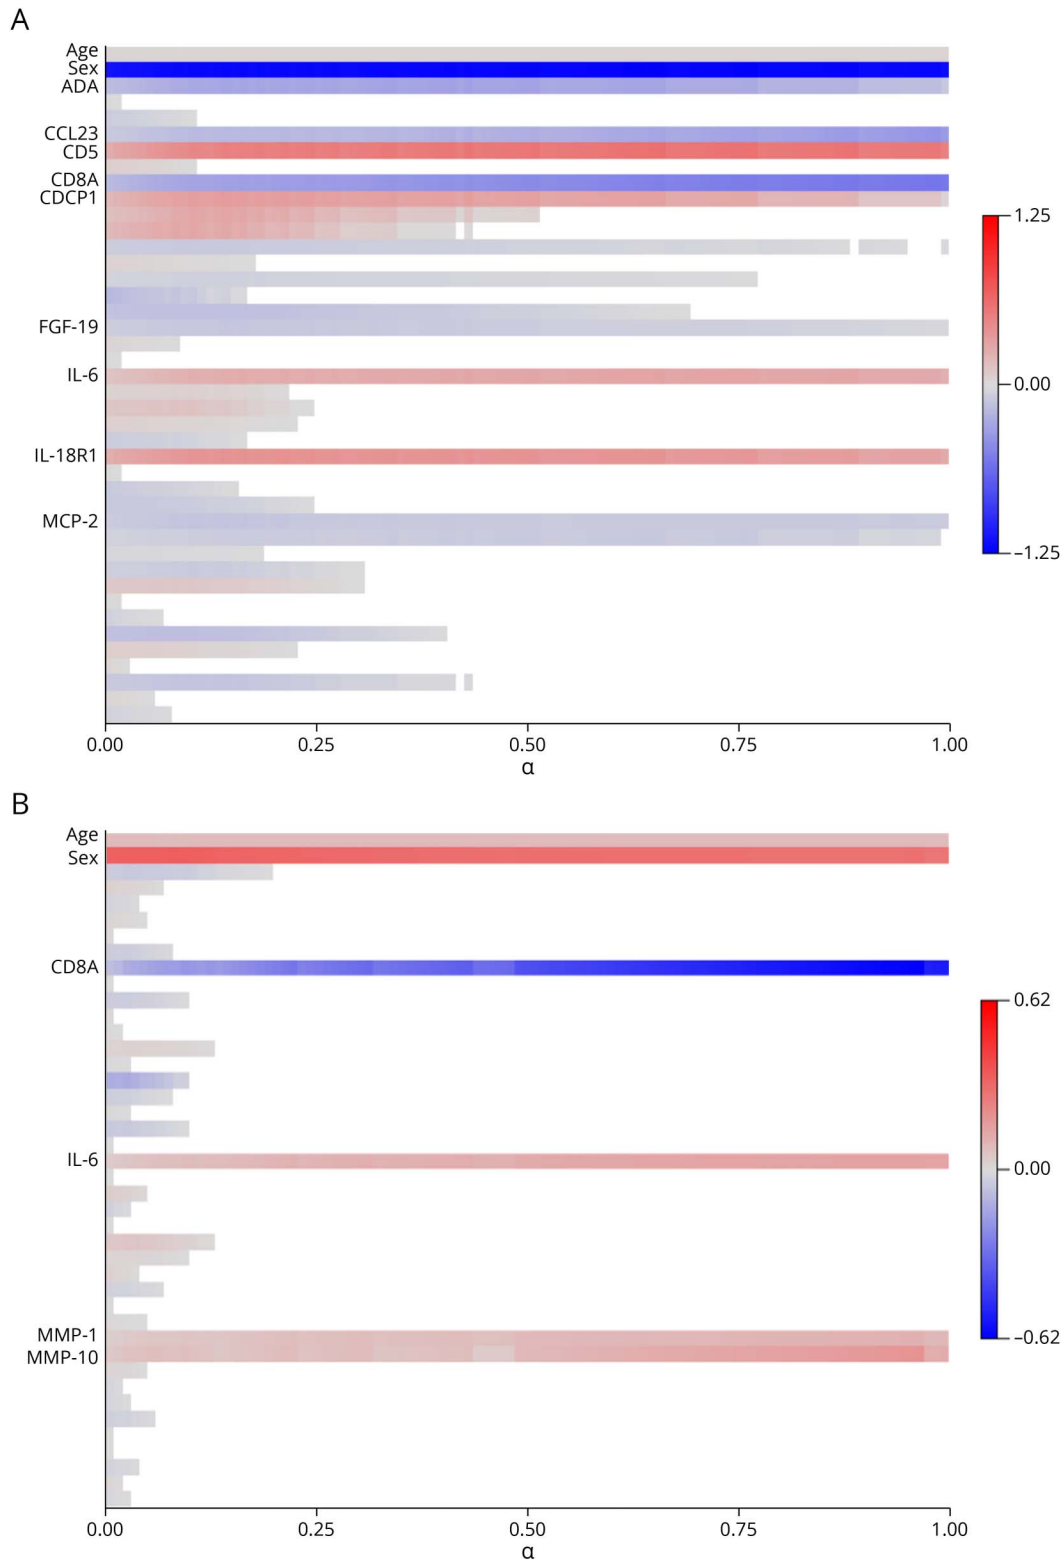 A
Age
Sex
ADA
CCL23
CD5
CD8A
CDCP1
FGF-19
IL-6
IL-18R1
MCP-2
1.25
0.00
−1.25
0.00 0.25 0.50 0.75 1.00
α
B
Age
Sex
CD8A
IL-6
MMP-1
MMP-10
0.62
0.00
−0.62
0.00 0.25 0.50 0.75 1.00
α